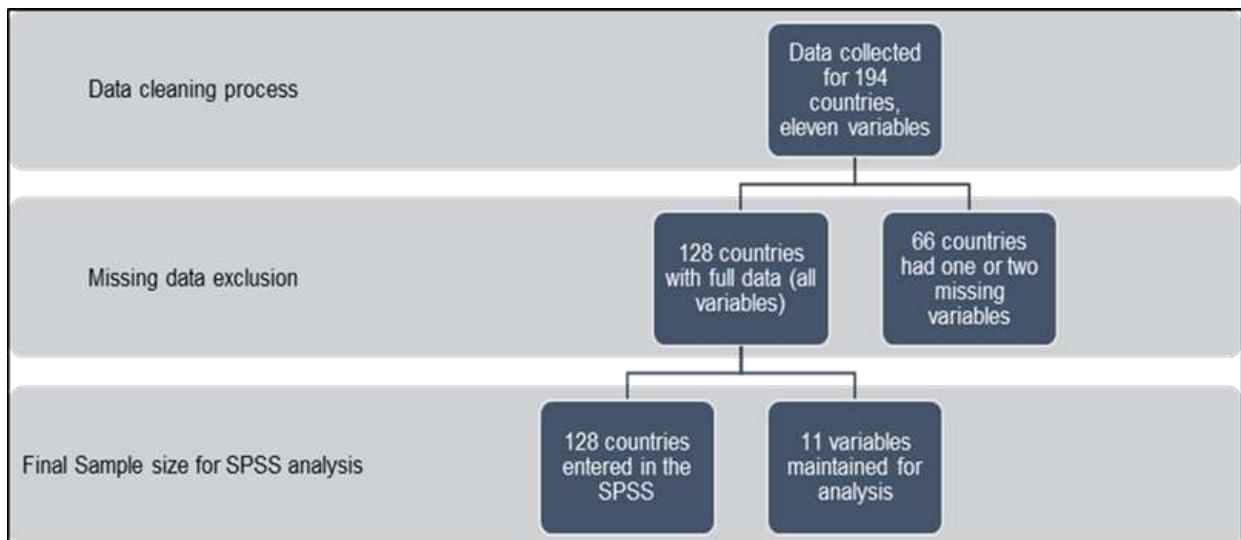 Data cleaning process
Data collected
for 194
countries,
eleven variables
Missing data exclusion
128 countries
with full data (all
variables)
66 countries
had one or two
missing
variables
Final Sample size for SPSS analysis
128 countries
entered in the
SPSS
11 variables
maintained for
analysis